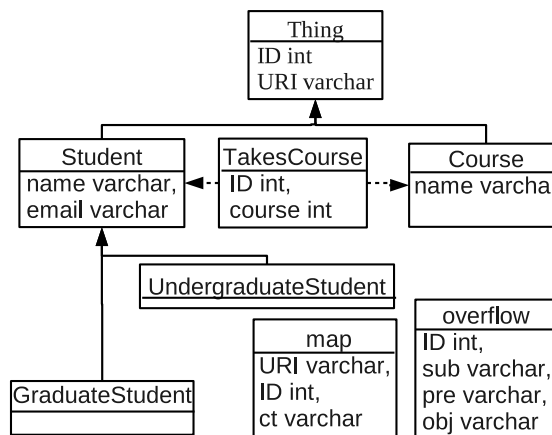 Thing
ID int
URI varchar
Student
name varchar,
email varchar
TakesCourse
ID int,
course int
Course
name varcha
UndergraduateStudent
GraduateStudent
map
URI varchar,
ID int,
ct varchar
overflow
ID int,
sub varchar,
pre varchar,
obj varchar